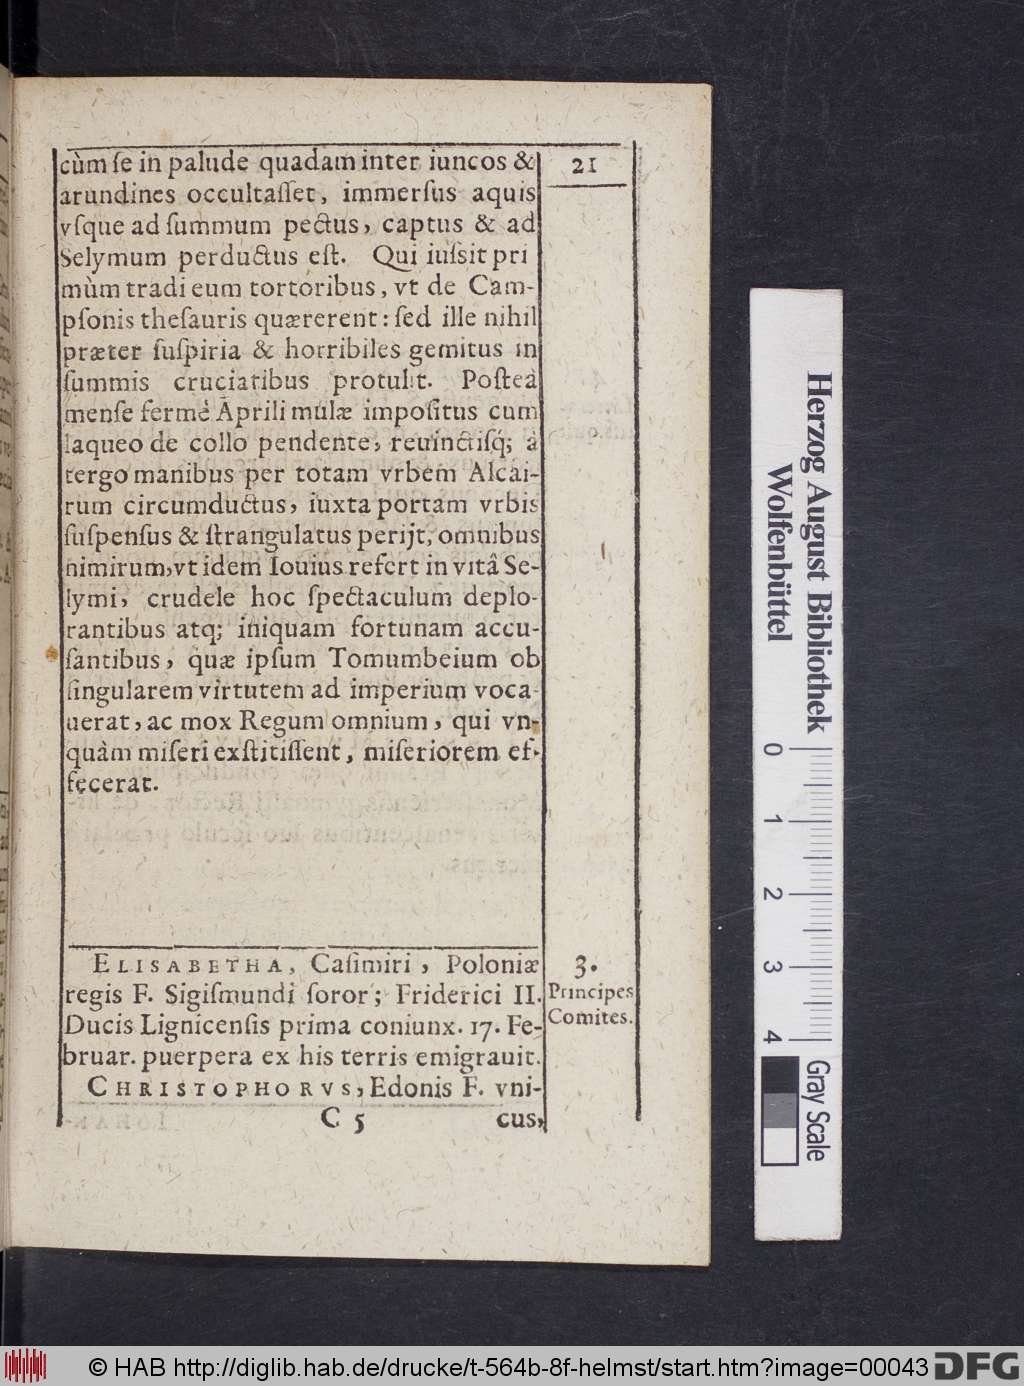 cùm ſe in palude quadam inter iuncos &
21
arundines occultaſſet, immerſus aquis
vſque ad ſummum pectus, captus & ad
Selymum perductus eſt. Qui iuſsit pri
mùm tradi eum tortoribus, vt de Cam-
pſonis theſauris quærerent: ſed ille nihil
præter ſuſpiria & horribiles gemitus in
ſummis cruciatibus protulit. Poſteà
menſe fermè Aprili mulæ impoſitus cum
laqueo de collo pendente, reuinctiſq́; à
tergo manibus per totam vrbem Alcai-
rum circumductus, iuxta portam vrbis
ſuſpenſus & ſtrangulatus perijt, omnibus
nimirum, vt idem Iouius refert in vitâ Se-
lymi, crudele hoc ſpectaculum deplo-
rantibus atq; iniquam fortunam accu-
ſantibus, quæ ipſum Tomumbeium ob
ſingularem virtutem ad imperium voca-
uerat, ac mox Regum omnium, qui vn-
quàm miſeri exſtitiſſent, miſeriorem ef-
fecerat.
ELISABETHA, Caſimiri, Poloniæ
regis F. Sigiſmundi ſoror; Friderici II.
Ducis Lignicenſis prima coniunx. 17. Fe-
bruar. puerpera ex his terris emigrauit.
CHRISTOPHORVS, Edonis F. vni-
C 5 cus,
3.
Principes
Comites.
Herzog August Bibliothek
Wolfenbüttel
0 1 2 3 4
Gray Scale
© HAB http://diglib.hab.de/drucke/t-564b-8f-helmst/start.htm?image=00043
DFG